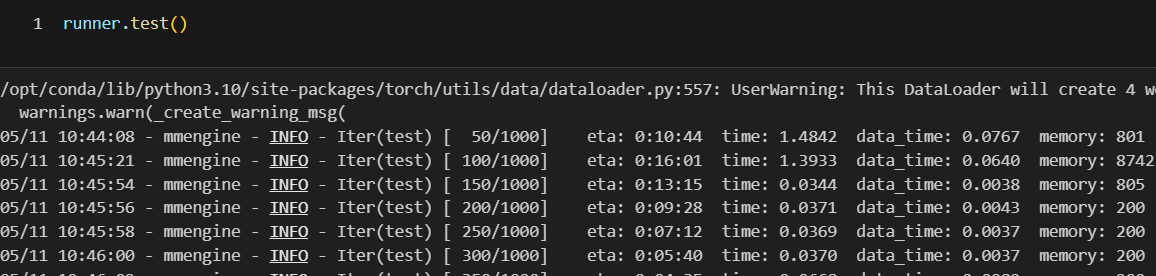 1 runner.test()
/opt/conda/lib/python3.10/site-packages/torch/utils/data/dataloader.py:557: UserWarning: This DataLoader will create 4
warnings.warn(_create_warning_msg(
05/11 10:44:08 - mmengine - INFO - Iter(test) [  50/1000]    eta: 0:10:44  time: 1.4842  data_time: 0.0767  memory: 801
05/11 10:45:21 - mmengine - INFO - Iter(test) [ 100/1000]    eta: 0:16:01  time: 1.3933  data_time: 0.0640  memory: 8742
05/11 10:45:54 - mmengine - INFO - Iter(test) [ 150/1000]    eta: 0:13:15  time: 0.0344  data_time: 0.0038  memory: 805
05/11 10:45:56 - mmengine - INFO - Iter(test) [ 200/1000]    eta: 0:09:28  time: 0.0371  data_time: 0.0043  memory: 200
05/11 10:45:58 - mmengine - INFO - Iter(test) [ 250/1000]    eta: 0:07:12  time: 0.0369  data_time: 0.0037  memory: 200
05/11 10:46:00 - mmengine - INFO - Iter(test) [ 300/1000]    eta: 0:05:40  time: 0.0370  data_time: 0.0037  memory: 200